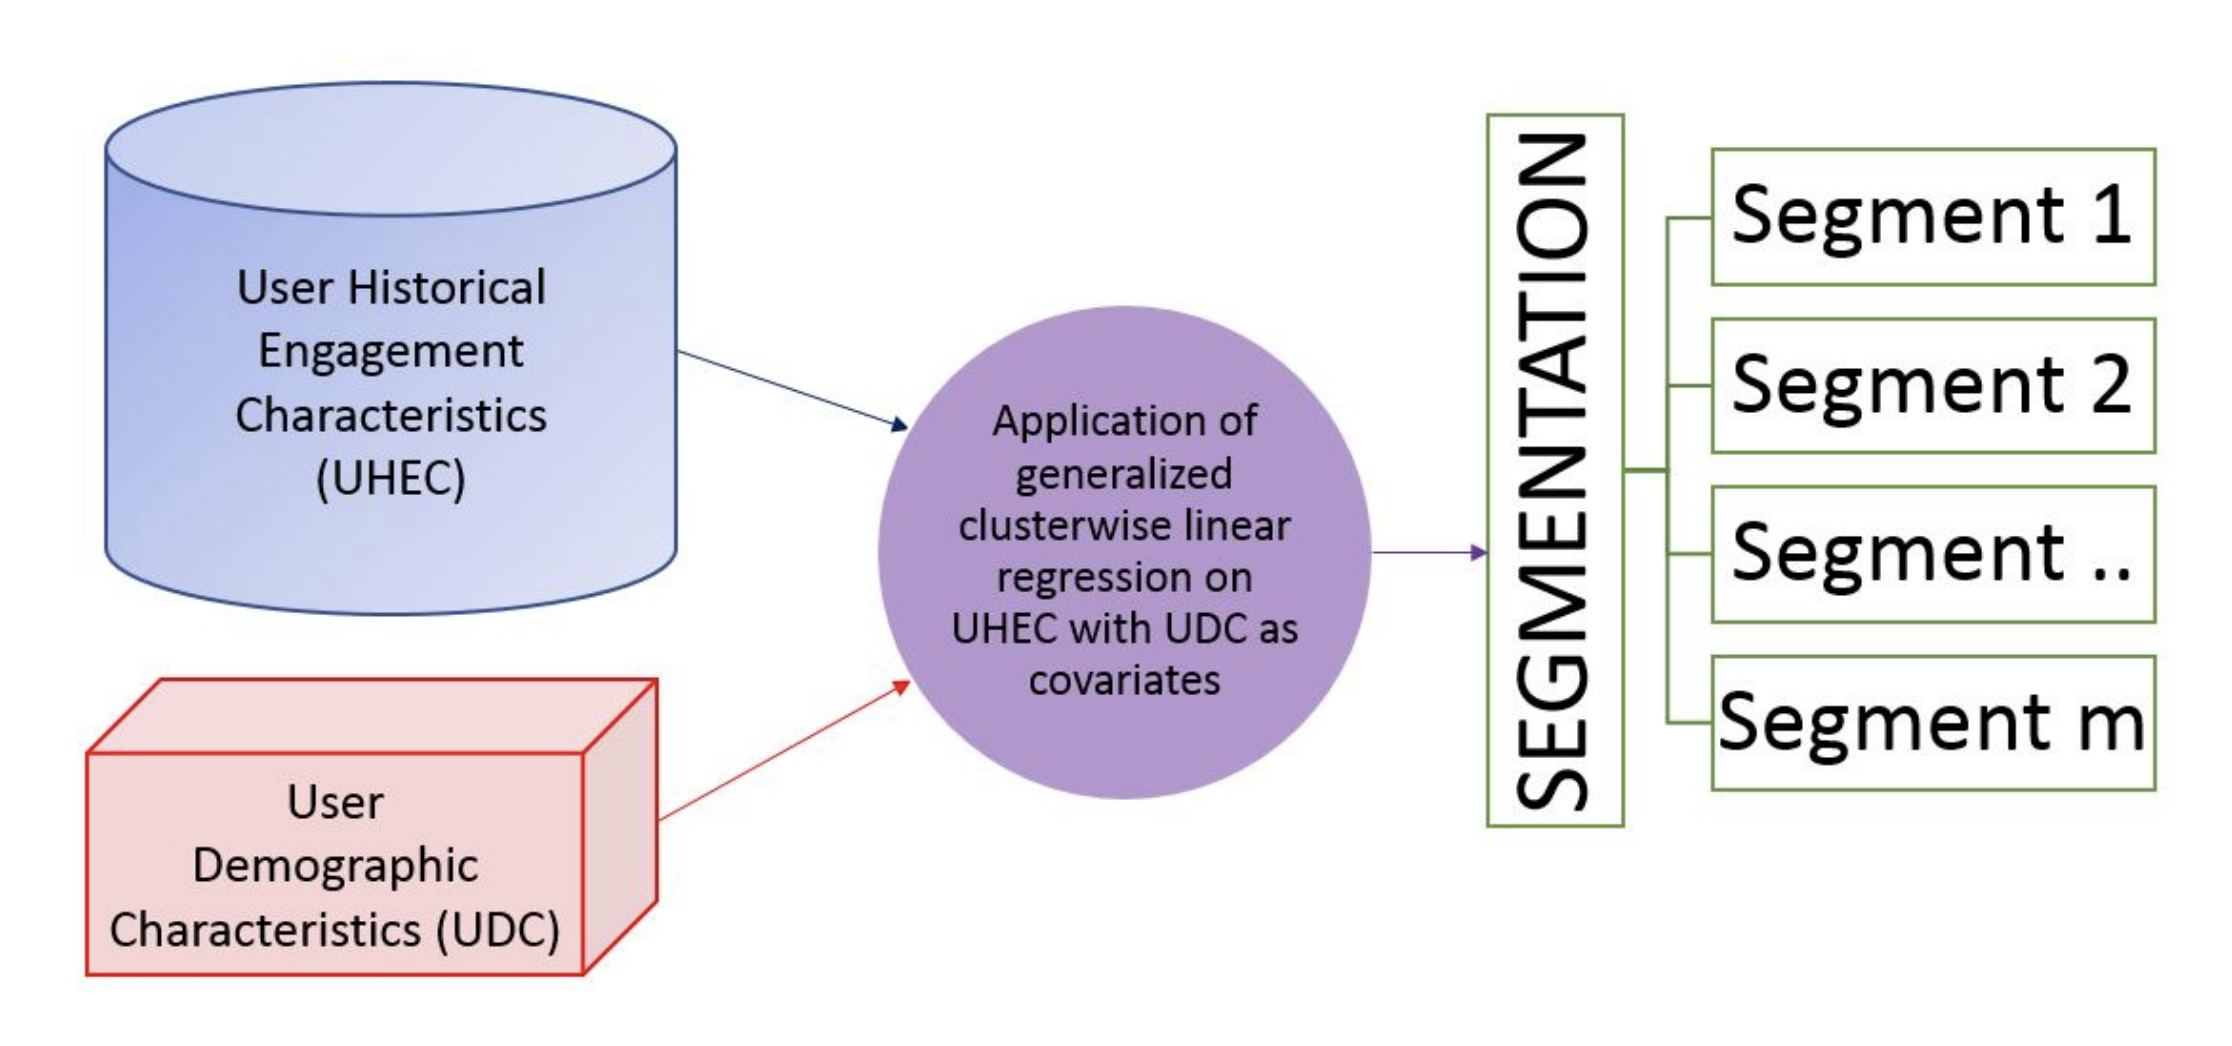 User Historical
Engagement
Characteristics
(UHEC)
User
Demographic
Characteristics (UDC)
Application of
generalized
clusterwise linear
regression on
UHEC with UDC as
covariates
SEGMENTATION
Segment 1
Segment 2
Segment ..
Segment m